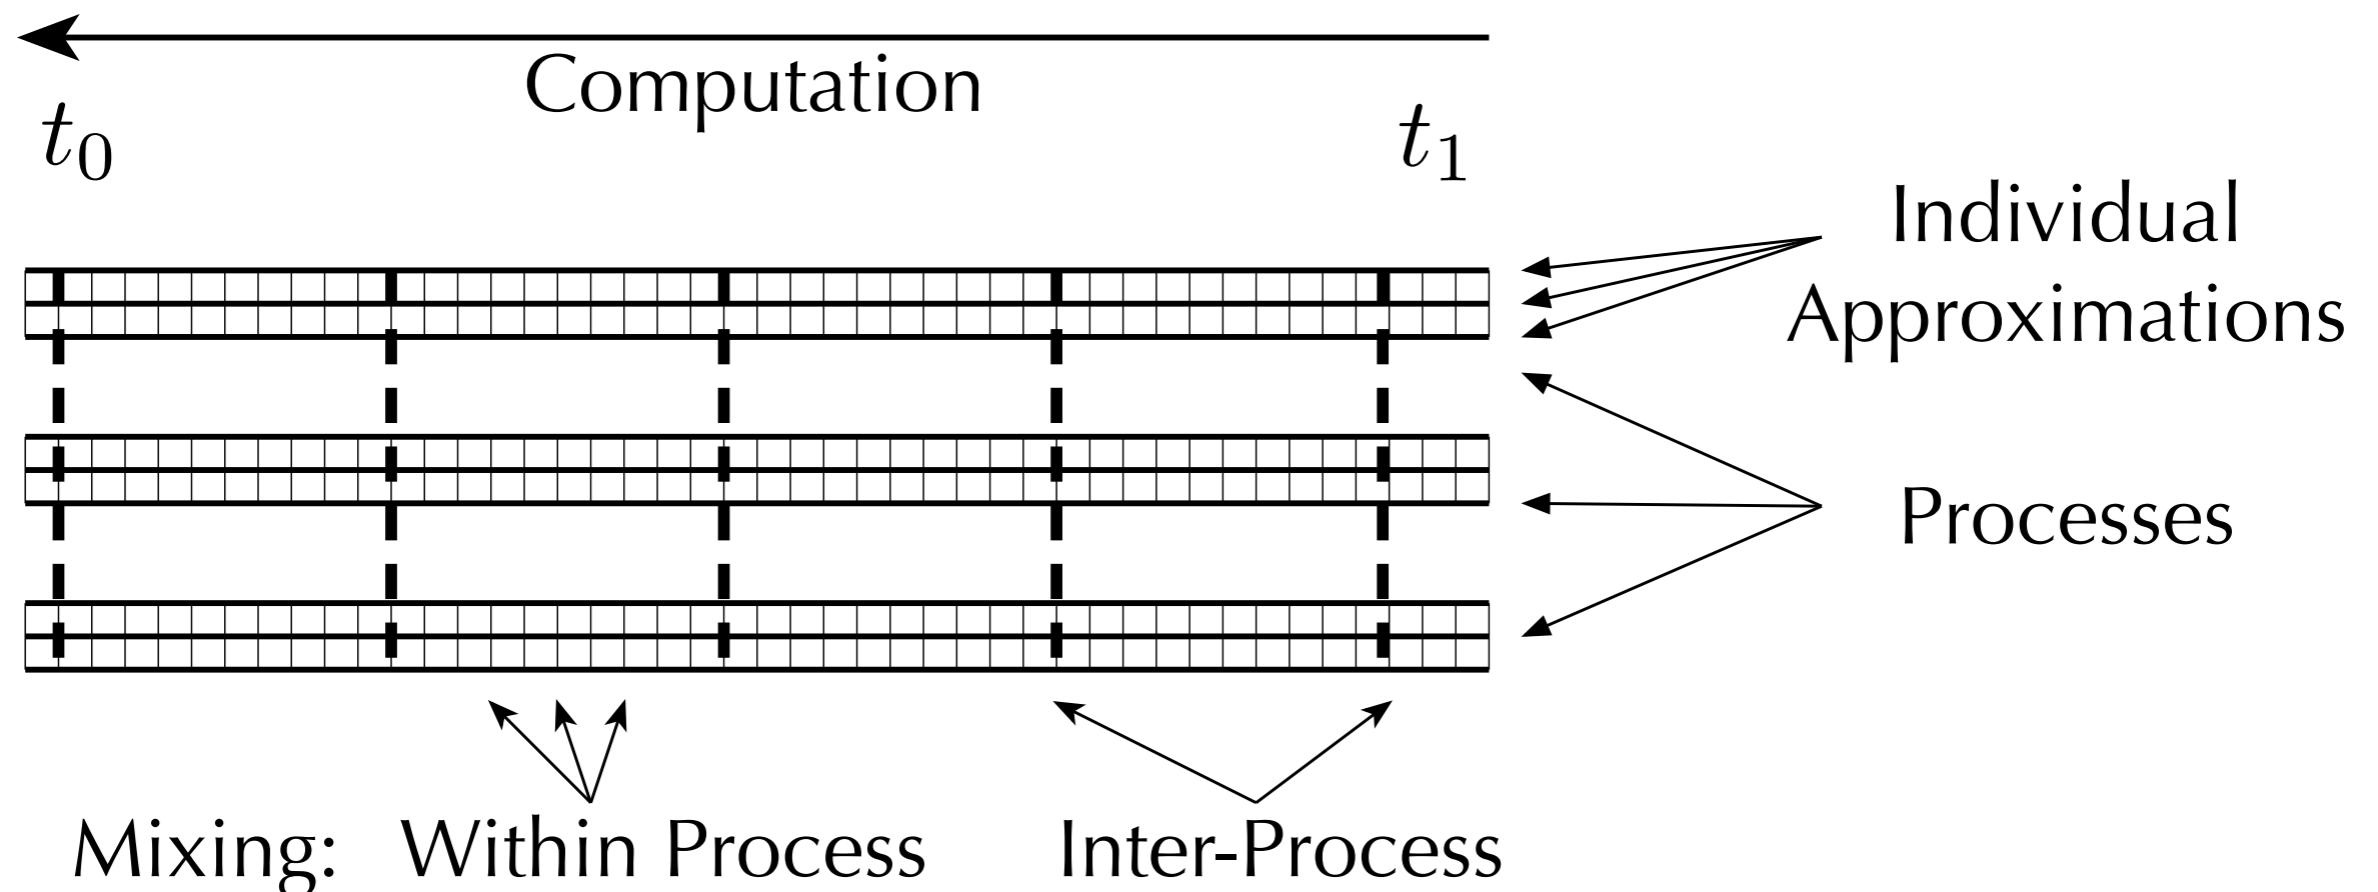 Computation
t₀
t₁
Individual
Approximations
Processes
Mixing: Within Process Inter-Process